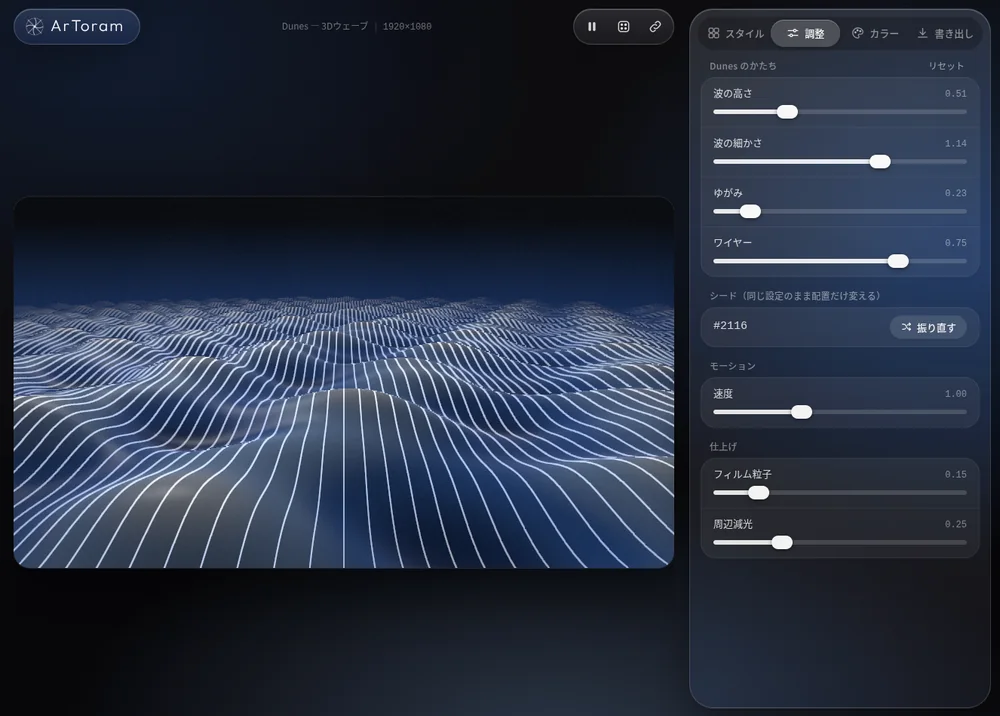 ArToram
Dunes — 3Dウェーブ | 1920×1080
スタイル
調整
カラー
書き出し
Dunes のかたち
リセット
波の高さ
0.51
波の細かさ
1.14
ゆがみ
0.23
ワイヤー
0.75
シード（同じ設定のまま配置だけ変える）
#2116
振り直す
モーション
速度
1.00
仕上げ
フィルム粒子
0.15
周辺減光
0.25